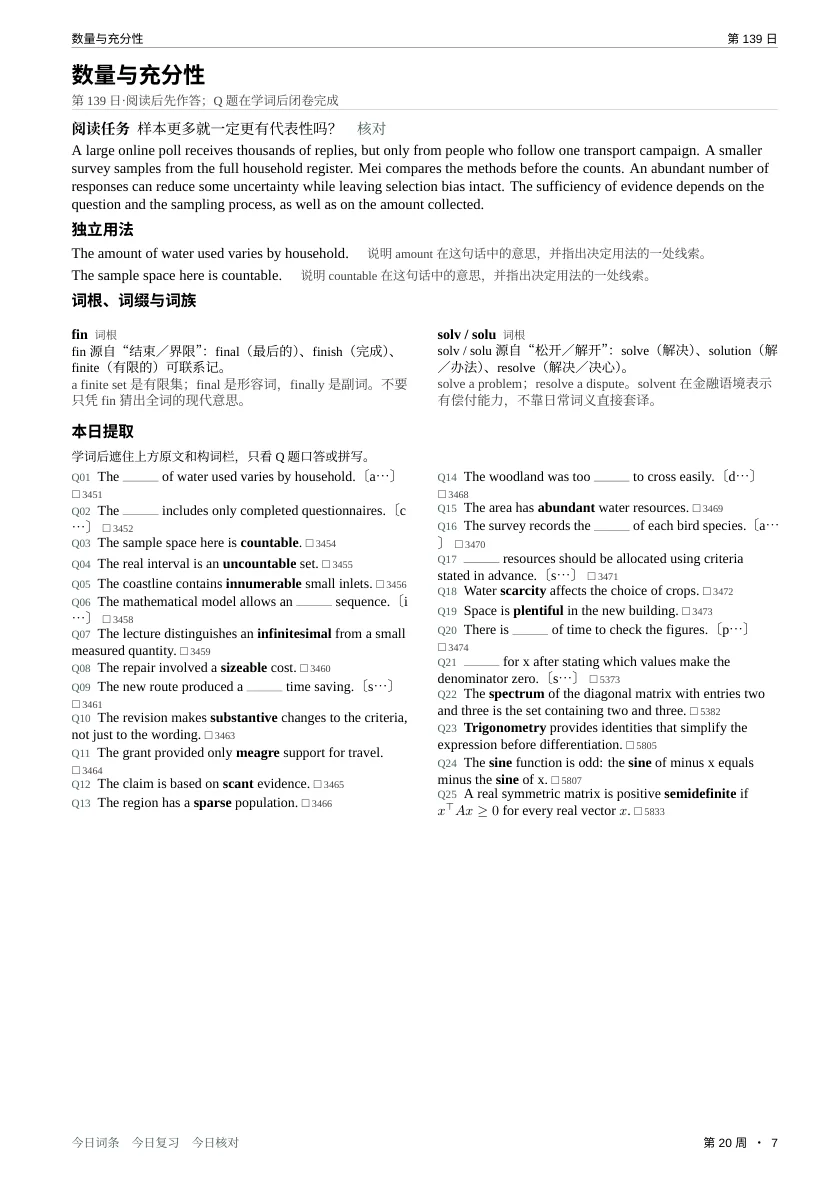 数量与充分性
第 139 日
数量与充分性
第 139 日·阅读后先作答；Q 题在学词后闭卷完成
阅读任务 样本更多就一定更有代表性吗？ 核对
A large online poll receives thousands of replies, but only from people who follow one transport campaign. A smaller
survey samples from the full household register. Mei compares the methods before the counts. An abundant number of
responses can reduce some uncertainty while leaving selection bias intact. The sufficiency of evidence depends on the
question and the sampling process, as well as on the amount collected.
独立用法
The amount of water used varies by household. 说明 amount 在这句话中的意思，并指出决定用法的一处线索。
The sample space here is countable. 说明 countable 在这句话中的意思，并指出决定用法的一处线索。
词根、词缀与词族
fin 词根
fin 源自“结束／界限”：final（最后的）、finish（完成）、
finite（有限的）可联系记。
a finite set 是有限集；final 是形容词，finally 是副词。不要
只凭 fin 猜出全词的现代意思。
solv / solu 词根
solv / solu 源自“松开／解开”：solve（解决）、solution（解
／办法）、resolve（解决／决心）。
solve a problem；resolve a dispute。solvent 在金融语境表示
有偿付能力，不靠日常词义直接套译。
本日提取
学词后遮住上方原文和构词栏，只看 Q 题口答或拼写。
Q01 The _____ of water used varies by household.〔a⋯〕
□ 3451
Q02 The _____ includes only completed questionnaires.〔c
⋯〕 □ 3452
Q03 The sample space here is countable. □ 3454
Q04 The real interval is an uncountable set. □ 3455
Q05 The coastline contains innumerable small inlets. □ 3456
Q06 The mathematical model allows an _____ sequence.〔i
⋯〕 □ 3458
Q07 The lecture distinguishes an infinitesimal from a small
measured quantity. □ 3459
Q08 The repair involved a sizeable cost. □ 3460
Q09 The new route produced a _____ time saving.〔s⋯〕
□ 3461
Q10 The revision makes substantive changes to the criteria,
not just to the wording. □ 3463
Q11 The grant provided only meagre support for travel.
□ 3464
Q12 The claim is based on scant evidence. □ 3465
Q13 The region has a sparse population. □ 3466
Q14 The woodland was too _____ to cross easily.〔d⋯〕
□ 3468
Q15 The area has abundant water resources. □ 3469
Q16 The survey records the _____ of each bird species.〔a⋯
〕 □ 3470
Q17 _____ resources should be allocated using criteria
stated in advance.〔s⋯〕 □ 3471
Q18 Water scarcity affects the choice of crops. □ 3472
Q19 Space is plentiful in the new building. □ 3473
Q20 There is _____ of time to check the figures.〔p⋯〕
□ 3474
Q21 _____ for x after stating which values make the
denominator zero.〔s⋯〕 □ 5373
Q22 The spectrum of the diagonal matrix with entries two
and three is the set containing two and three. □ 5382
Q23 Trigonometry provides identities that simplify the
expression before differentiation. □ 5805
Q24 The sine function is odd: the sine of minus x equals
minus the sine of x. □ 5807
Q25 A real symmetric matrix is positive semidefinite if
x⊤Ax ≥ 0 for every real vector x. □ 5833
今日词条 今日复习 今日核对
第 20 周 · 7